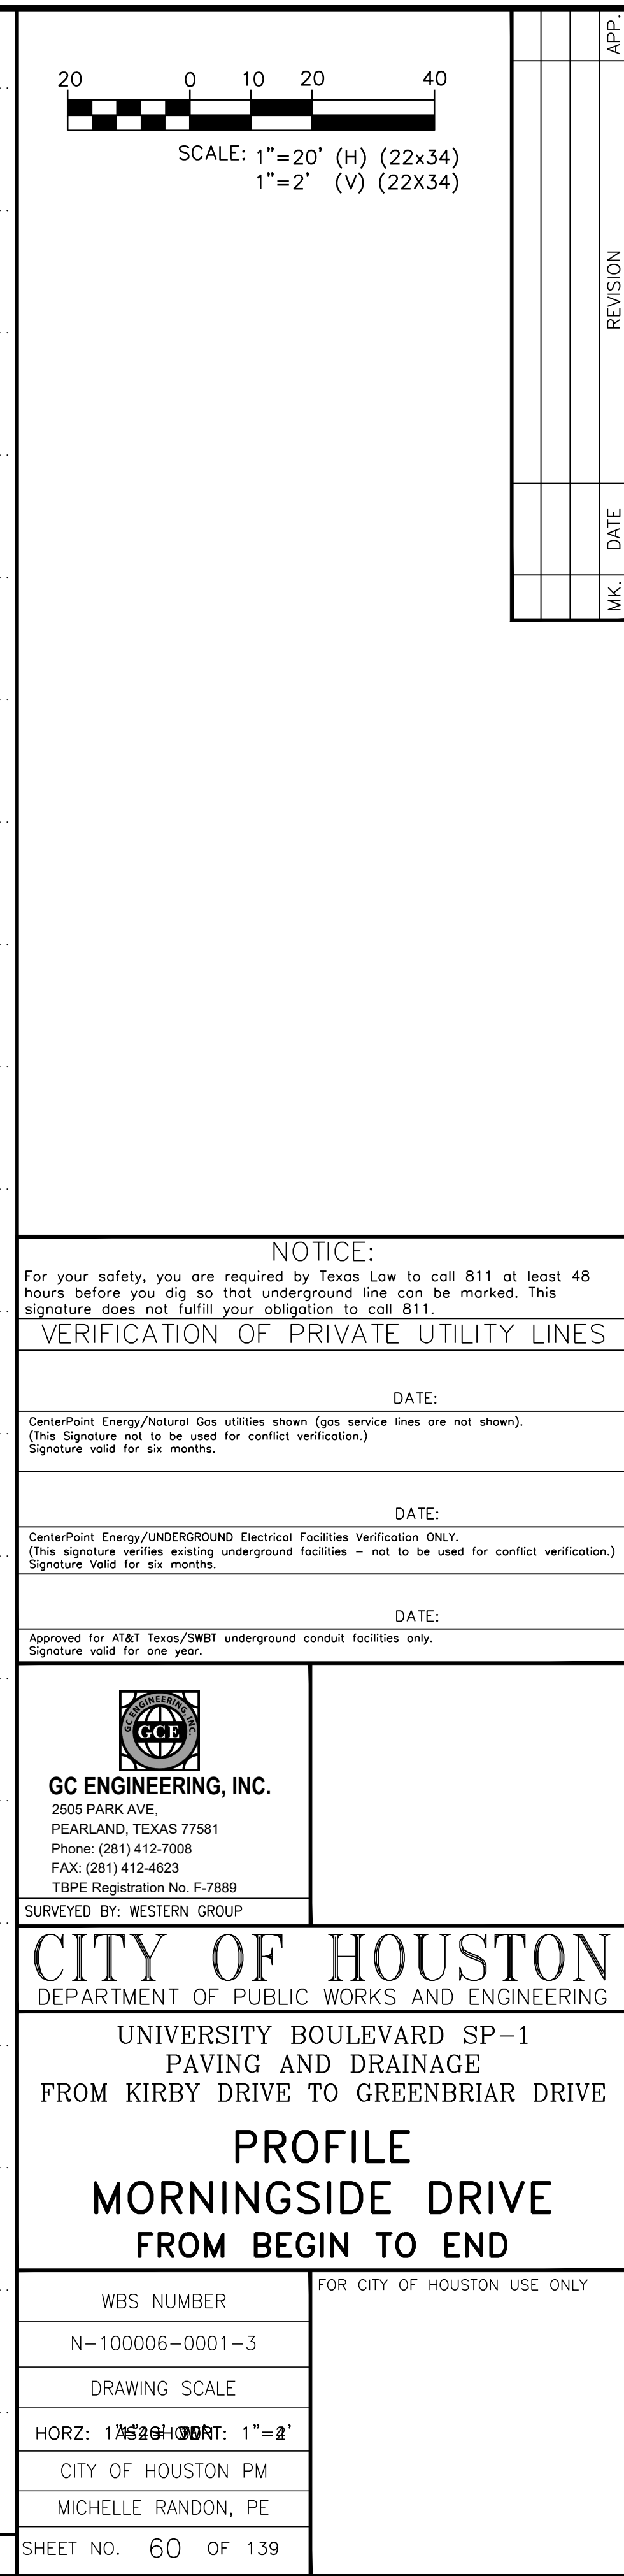 20 0 10 20 40
SCALE: 1"=20' (H) (22x34)
1"=2' (V) (22X34)
APP.
REVISION
DATE
MK.
NOTICE:
For your safety, you are required by Texas Law to call 811 at least 48
hours before you dig so that underground line can be marked. This
signature does not fulfill your obligation to call 811.
VERIFICATION OF PRIVATE UTILITY LINES
DATE:
CenterPoint Energy/Natural Gas utilities shown (gas service lines are not shown).
(This Signature not to be used for conflict verification.)
Signature valid for six months.
DATE:
CenterPoint Energy/UNDERGROUND Electrical Facilities Verification ONLY.
(This signature verifies existing underground facilities – not to be used for conflict verification.)
Signature Valid for six months.
DATE:
Approved for AT&T Texas/SWBT underground conduit facilities only.
Signature valid for one year.
GC ENGINEERING, INC.
GCE
GC ENGINEERING, INC.
2505 PARK AVE,
PEARLAND, TEXAS 77581
Phone: (281) 412-7008
FAX: (281) 412-4623
TBPE Registration No. F-7889
SURVEYED BY: WESTERN GROUP
CITY OF HOUSTON
DEPARTMENT OF PUBLIC WORKS AND ENGINEERING
UNIVERSITY BOULEVARD SP-1
PAVING AND DRAINAGE
FROM KIRBY DRIVE TO GREENBRIAR DRIVE
PROFILE
MORNINGSIDE DRIVE
FROM BEGIN TO END
WBS NUMBER
FOR CITY OF HOUSTON USE ONLY
N-100006-0001-3
DRAWING SCALE
HORZ:
CITY OF HOUSTON PM
MICHELLE RANDON, PE
SHEET NO. 60 OF 139